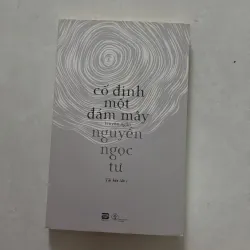 cố định
một
đám mây
nguyễn
ngọc
tư